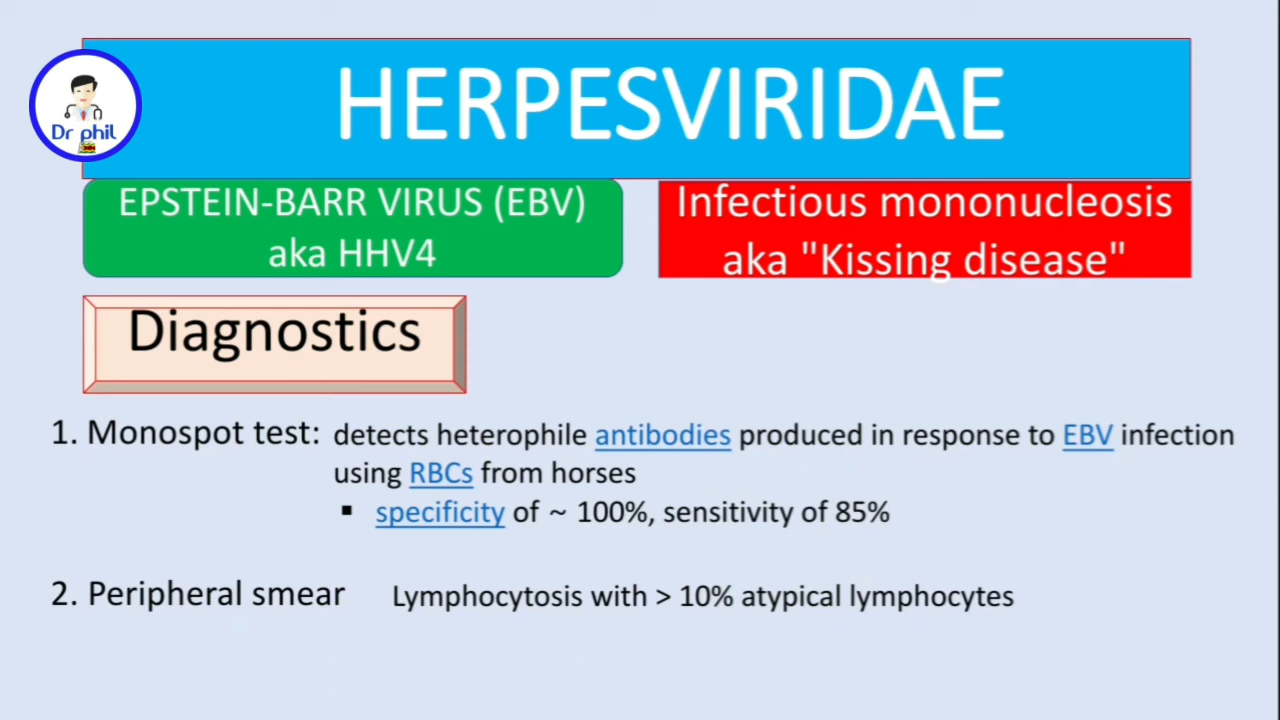 HERPESVIRIDAE
Dr phil
EPSTEIN-BARR VIRUS (EBV)
aka HHV4
Infectious mononucleosis
aka "Kissing disease"
Diagnostics
1. Monospot test: detects heterophile antibodies produced in response to EBV infection
using RBCs from horses
▪ specificity of ~ 100%, sensitivity of 85%
2. Peripheral smear Lymphocytosis with > 10% atypical lymphocytes